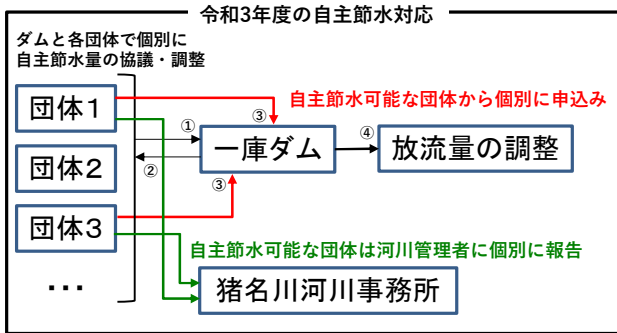 令和3年度の自主節水対応
ダムと各団体で個別に
自主節水量の協議・調整
団体1
団体2
団体3
・・・
①
②
③
③
自主節水可能な団体から個別に申込み
一庫ダム
④
放流量の調整
自主節水可能な団体は河川管理者に個別に報告
猪名川河川事務所